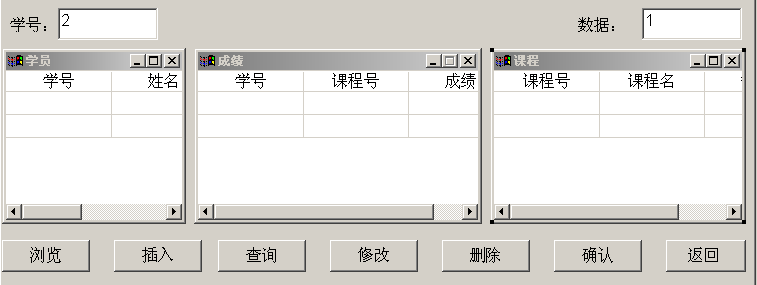 学号： 2 数据： 1
学员 成绩 课程
学号 姓名 学号 课程号 成绩 课程号 课程名
浏览 插入 查询 修改 删除 确认 返回